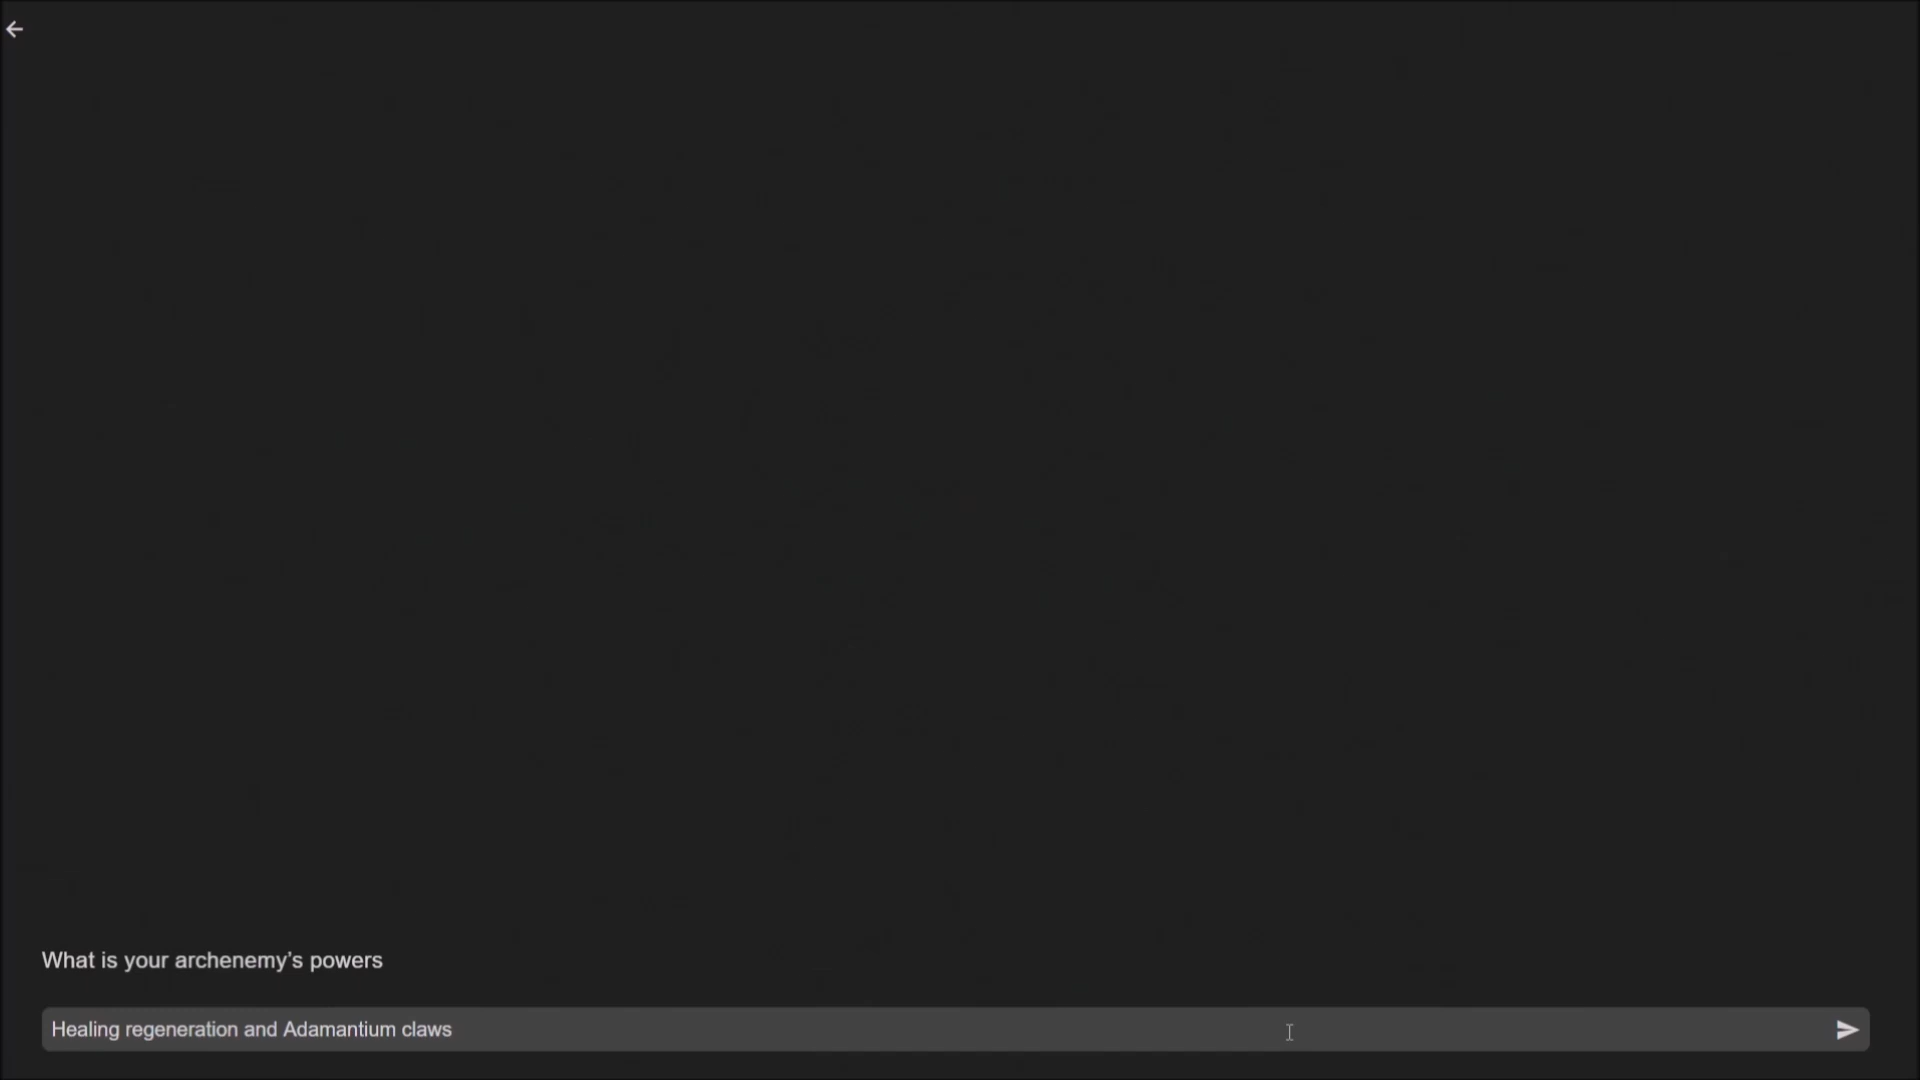 What is your archenemy's powers
Healing regeneration and Adamantium claws